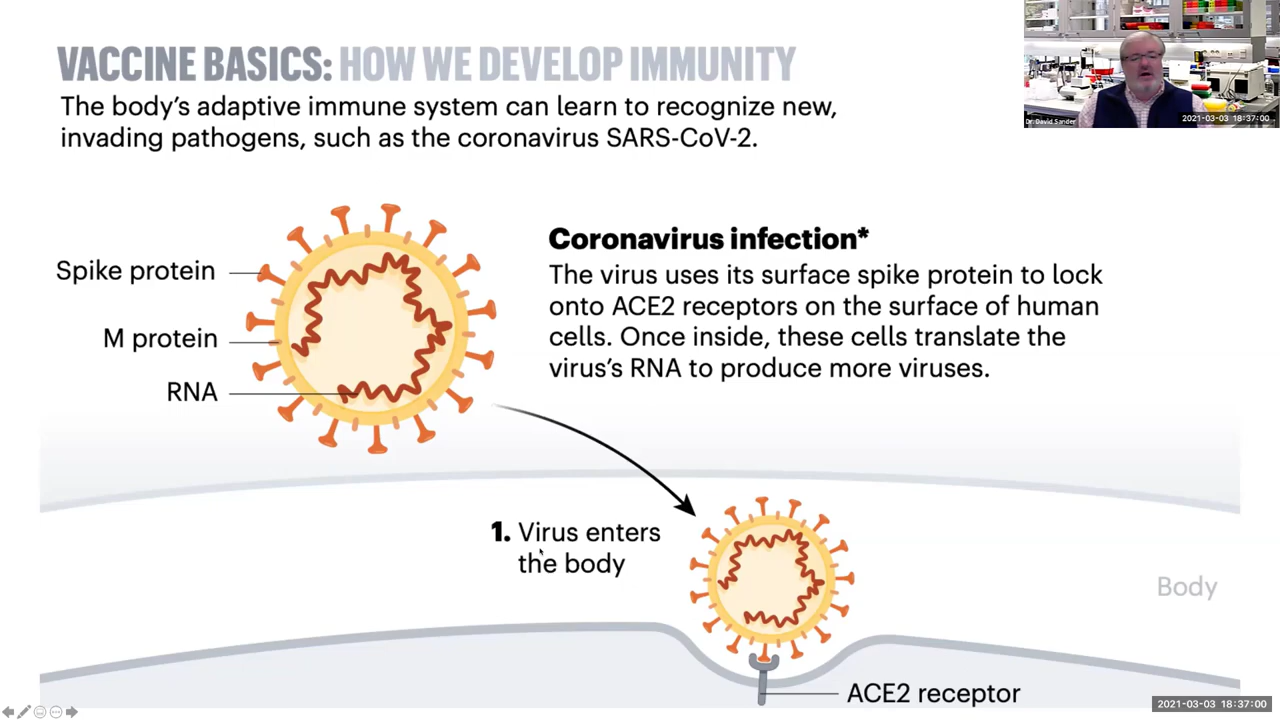 VACCINE BASICS: HOW WE DEVELOP IMMUNITY
The body's adaptive immune system can learn to recognize new,
invading pathogens, such as the coronavirus SARS-CoV-2.
Dr. David Sander
2021-03-03 18:37:00
Spike protein
M protein
RNA
Coronavirus infection*
The virus uses its surface spike protein to lock
onto ACE2 receptors on the surface of human
cells. Once inside, these cells translate the
virus's RNA to produce more viruses.
1. Virus enters
the body
Body
ACE2 receptor
2021-03-03 18:37:00